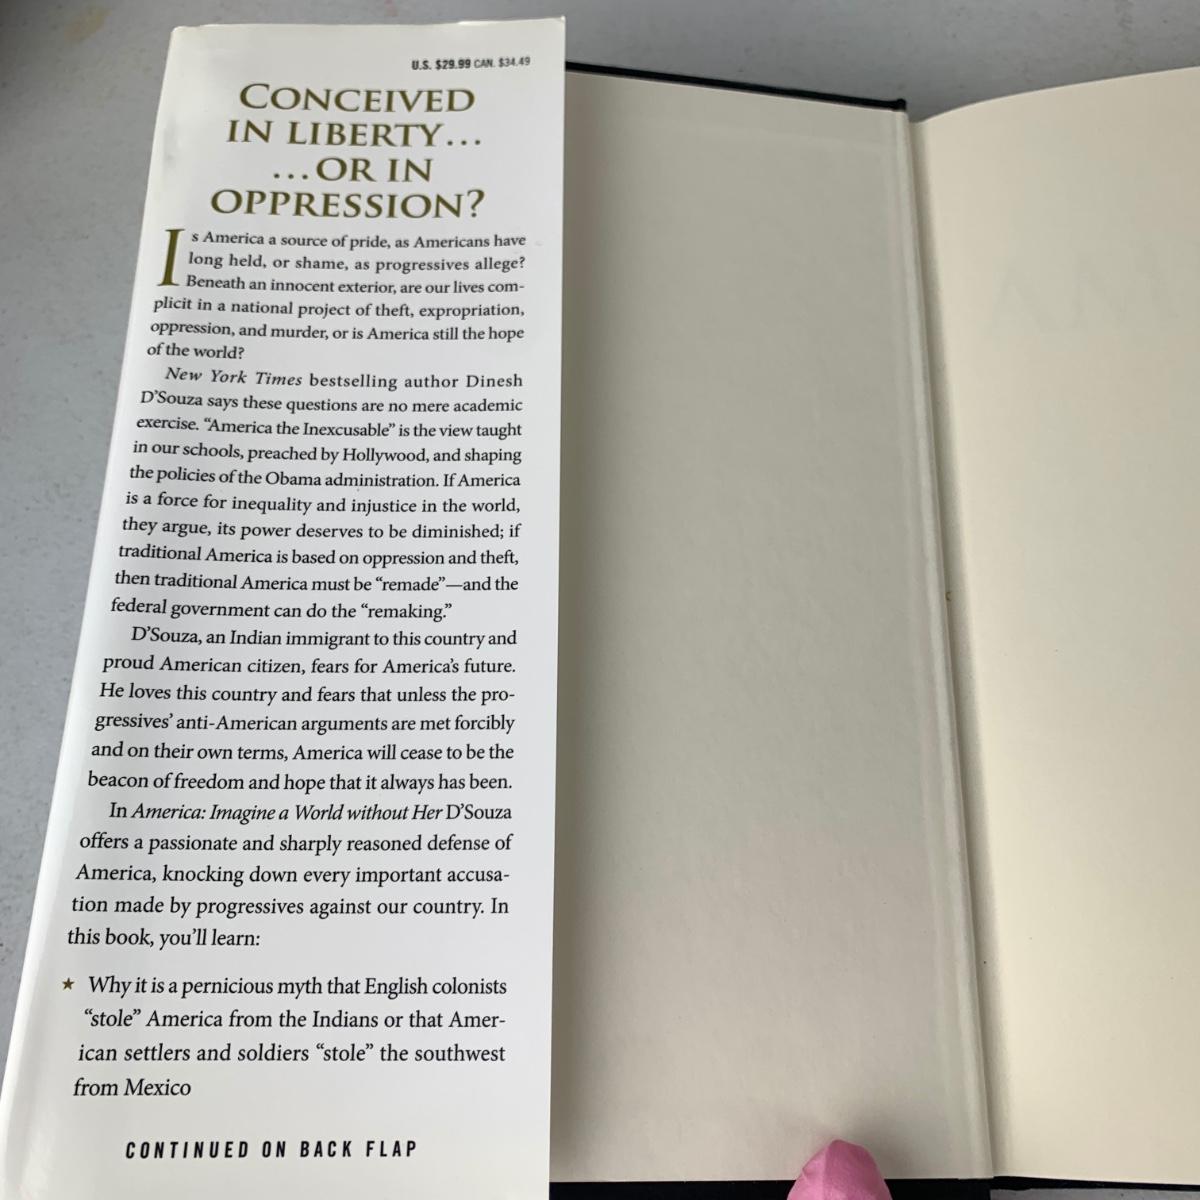 U.S. $29.99 CAN. $34.49
CONCEIVED
IN LIBERTY...
...OR IN
OPPRESSION?
Is America a source of pride, as Americans have
long held, or shame, as progressives allege?
Beneath an innocent exterior, are our lives com-
plicit in a national project of theft, expropriation,
oppression, and murder, or is America still the hope
of the world?
New York Times bestselling author Dinesh
D'Souza says these questions are no mere academic
exercise. “America the Inexcusable” is the view taught
in our schools, preached by Hollywood, and shaping
the policies of the Obama administration. If America
is a force for inequality and injustice in the world,
they argue, its power deserves to be diminished; if
traditional America is based on oppression and theft,
then traditional America must be “remade”—and the
federal government can do the “remaking.”
D'Souza, an Indian immigrant to this country and
proud American citizen, fears for America's future.
He loves this country and fears that unless the pro-
gressives' anti-American arguments are met forcibly
and on their own terms, America will cease to be the
beacon of freedom and hope that it always has been.
In America: Imagine a World without Her D'Souza
offers a passionate and sharply reasoned defense of
America, knocking down every important accusa-
tion made by progressives against our country. In
this book, you'll learn:
★ Why it is a pernicious myth that English colonists
“stole” America from the Indians or that Amer-
ican settlers and soldiers “stole” the southwest
from Mexico
CONTINUED ON BACK FLAP